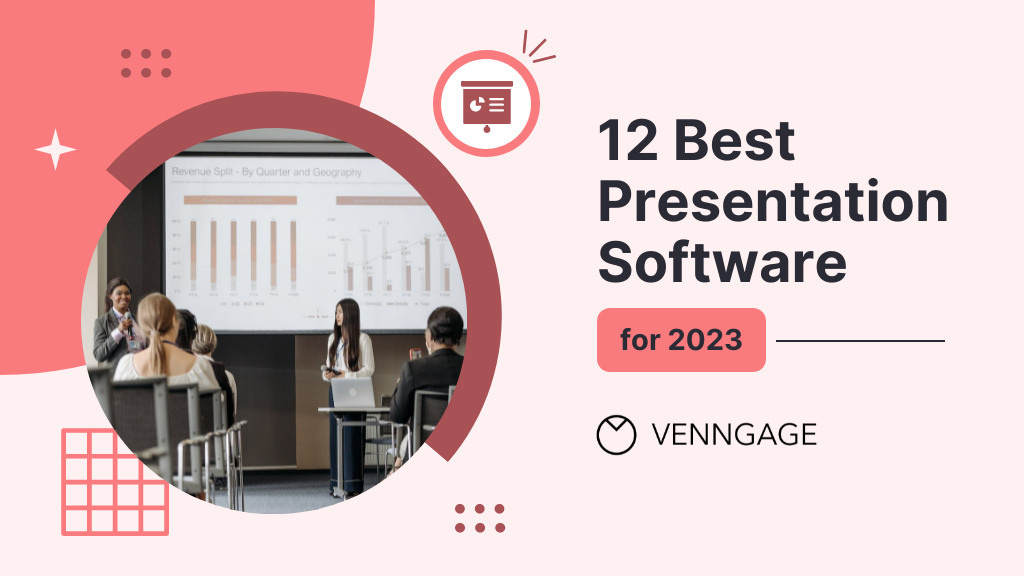 12 Best
Presentation
Software
for 2023
VENNGAGE
Revenue Split - By Quarter and Geography